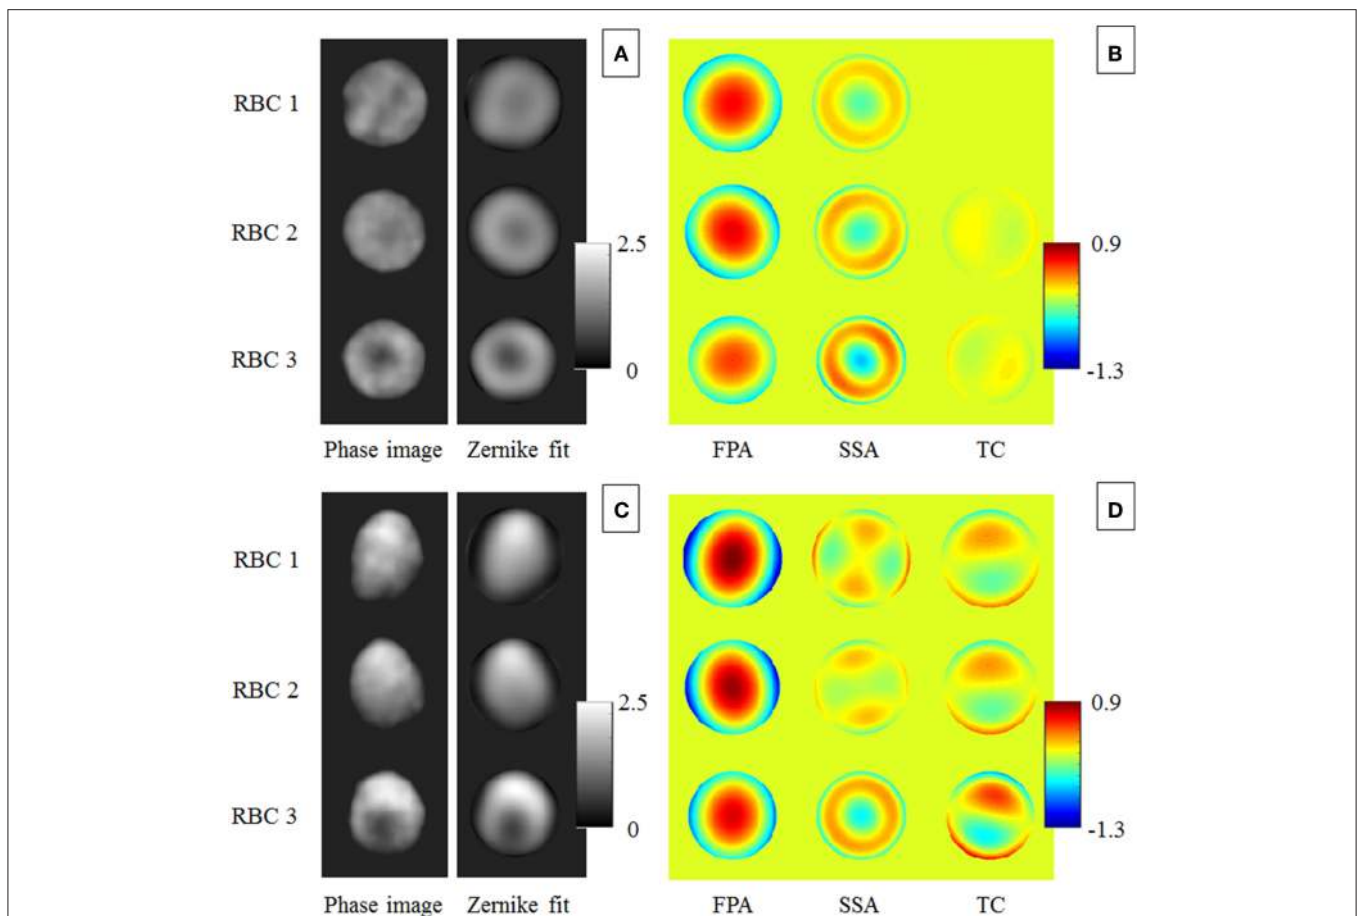 A
B
RBC 1
RBC 2
2.5
0.9
RBC 3
0
-1.3
Phase image Zernike fit FPA SSA TC
C
D
RBC 1
RBC 2
2.5
0.9
RBC 3
0
-1.3
Phase image Zernike fit FPA SSA TC